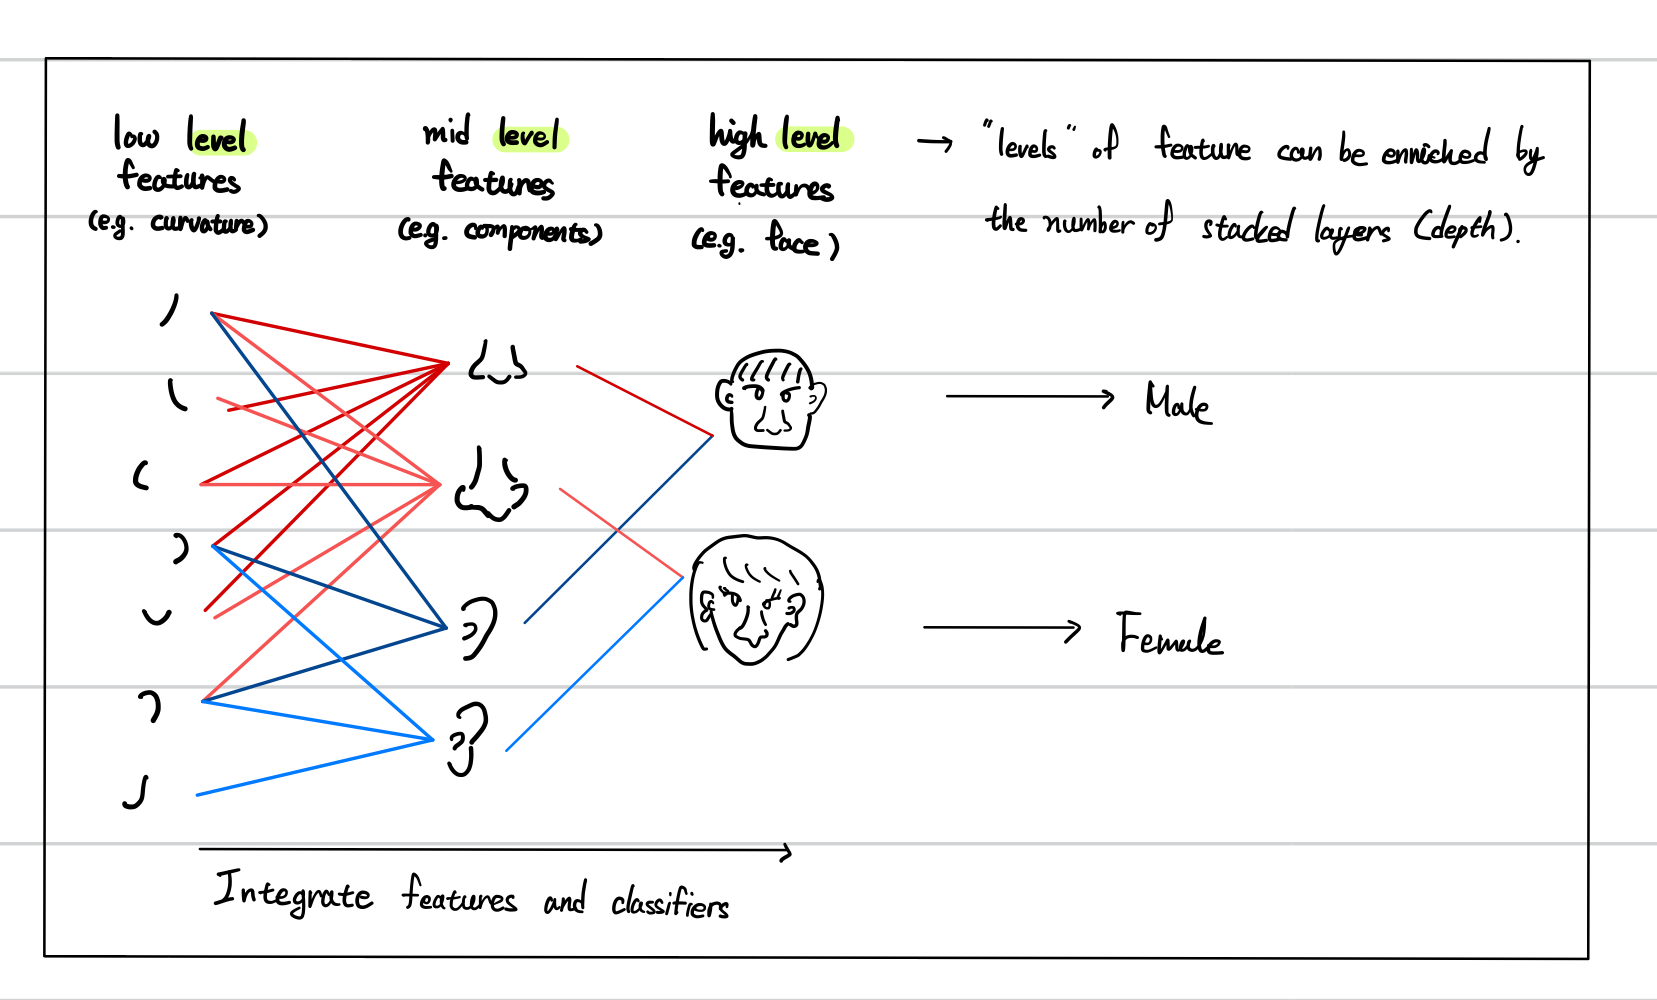 low level
features
(e.g. curvature)
mid level
features
(e.g. components)
high level
features
(e.g. face)
→ "levels" of feature can be enriched by
the number of stacked layers (depth).
Male
Female
Integrate features and classifiers